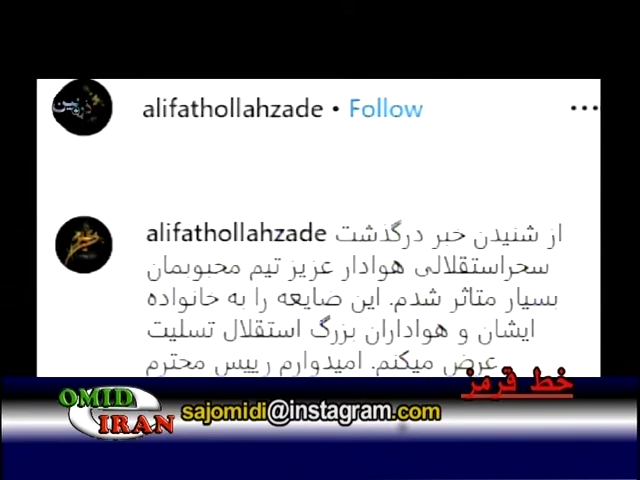 alifathollahzade • Follow
alifathollahzade از شنیدن خبر درگذشت
سحراستقلالی هوادار عزیز تیم محبوبمان
بسیار متاثر شدم. این ضایعه را به خانواده
ایشان و هواداران بزرگ استقلال تسلیت
عرض میکنم. امیدوارم رییس محترم
خط قرمز
OMID
IRAN
sajomidi@instagram.com